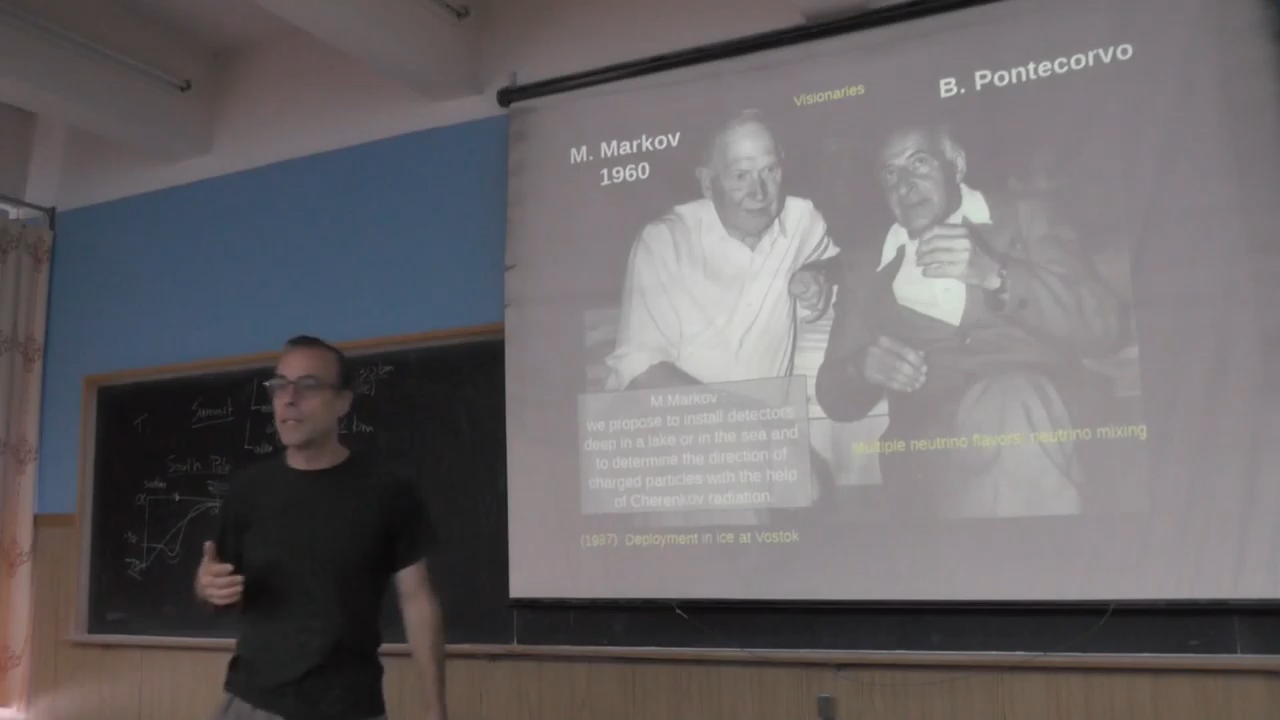 Visionaries
B. Pontecorvo
M. Markov
1960
M.Markov :
we propose to install detectors
deep in a lake or in the sea and
to determine the direction of
charged particles with the help
of Cherenkov radiation.
Multiple neutrino flavors, neutrino mixing
(1987) Deployment in ice at Vostok
Summit
South Pole